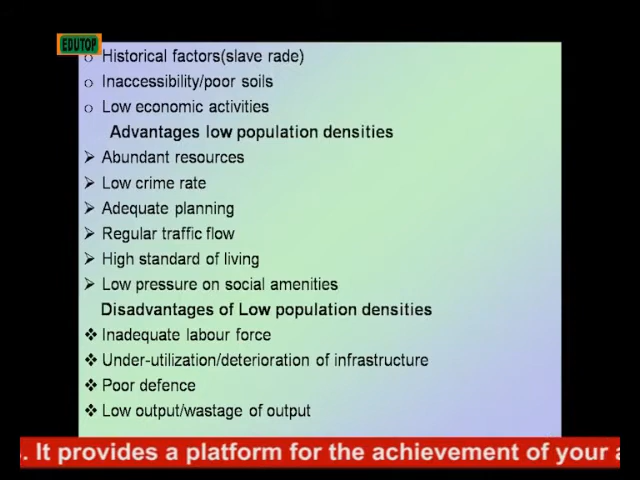 EDUTOP
Historical factors(slave rade)
Inaccessibility/poor soils
Low economic activities
Advantages low population densities
Abundant resources
Low crime rate
Adequate planning
Regular traffic flow
High standard of living
Low pressure on social amenities
Disadvantages of Low population densities
Inadequate labour force
Under-utilization/deterioration of infrastructure
Poor defence
Low output/wastage of output
. It provides a platform for the achievement of your